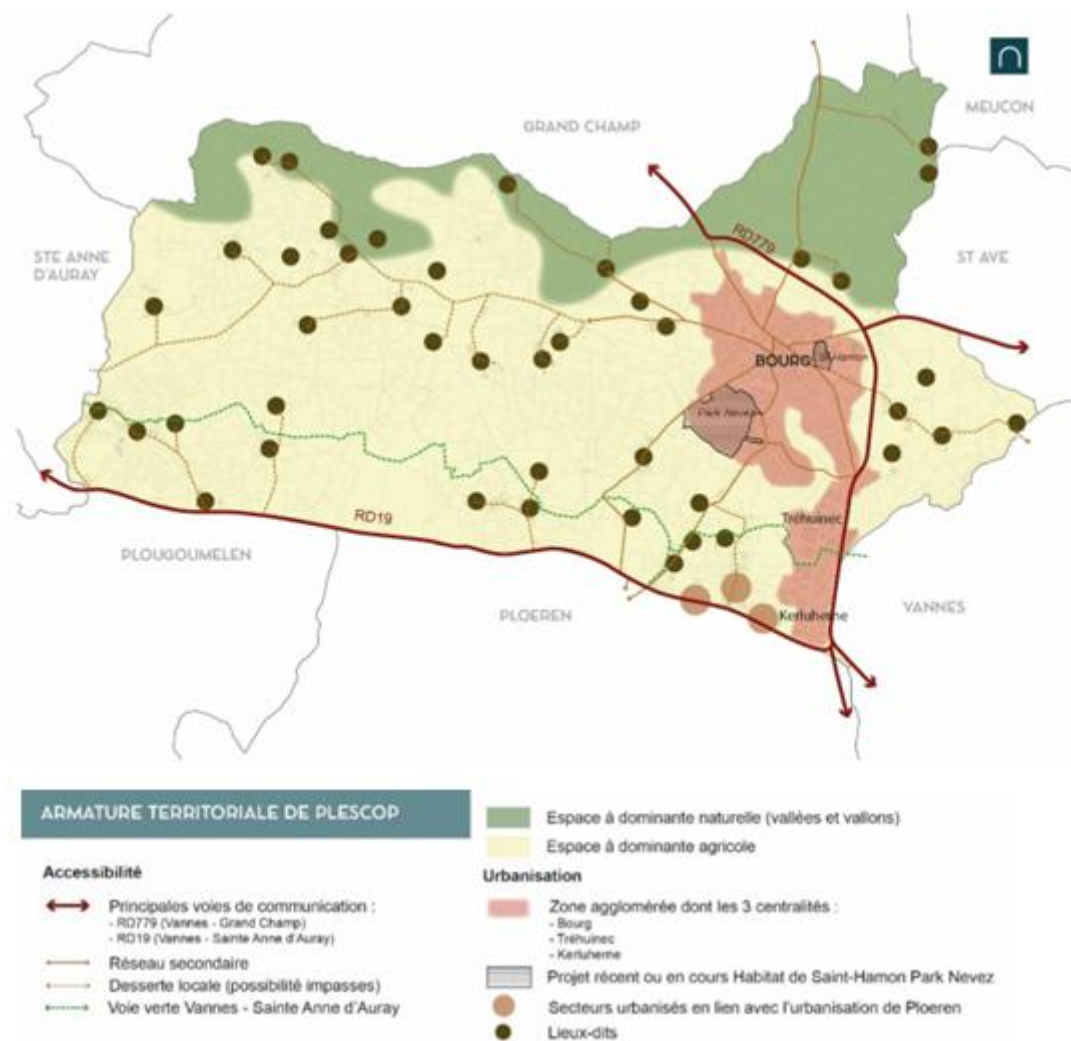 MEUCON
GRAND CHAMP
RD779
STE ANNE
D'AURAY
ST AVE
BOURG
St Hamon
Park Nevez
RD19
Tréhuinec
PLOUGOUMELEN
PLOEREN
Kerluherne
VANNES
ARMATURE TERRITORIALE DE PLESCOP
Accessibilité
Principales voies de communication :
- RD779 (Vannes - Grand Champ)
- RD19 (Vannes - Sainte Anne d'Auray)
Réseau secondaire
Desserte locale (possibilité impasses)
Voie verte Vannes - Sainte Anne d'Auray
Espace à dominante naturelle (vallées et vallons)
Espace à dominante agricole
Urbanisation
Zone agglomérée dont les 3 centralités :
- Bourg
- Tréhuinec
- Kerluherne
Projet récent ou en cours Habitat de Saint-Hamon Park Nevez
Secteurs urbanisés en lien avec l'urbanisation de Ploeren
Lieux-dits